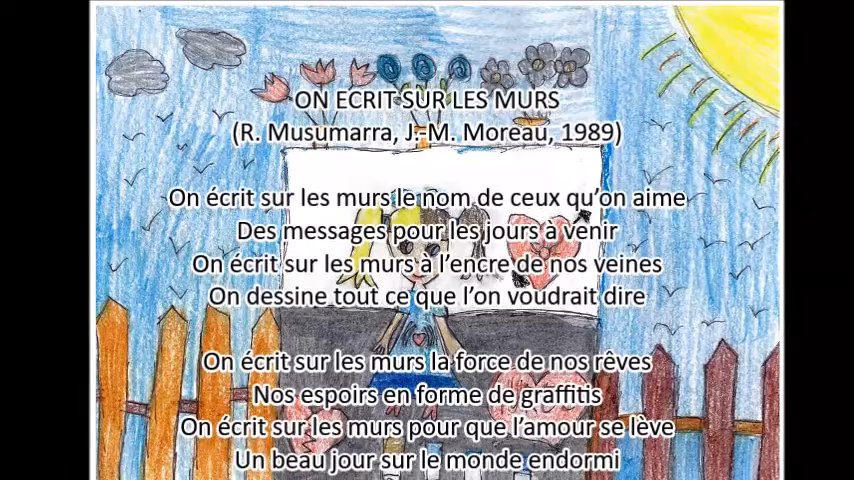 ON ECRIT SUR LES MURS
(R. Musumarra, J.-M. Moreau, 1989)
On écrit sur les murs le nom de ceux qu'on aime
Des messages pour les jours à venir
On écrit sur les murs à l'encre de nos veines
On dessine tout ce que l'on voudrait dire
On écrit sur les murs la force de nos rêves
Nos espoirs en forme de graffitis
On écrit sur les murs pour que l'amour se lève
Un beau jour sur le monde endormi